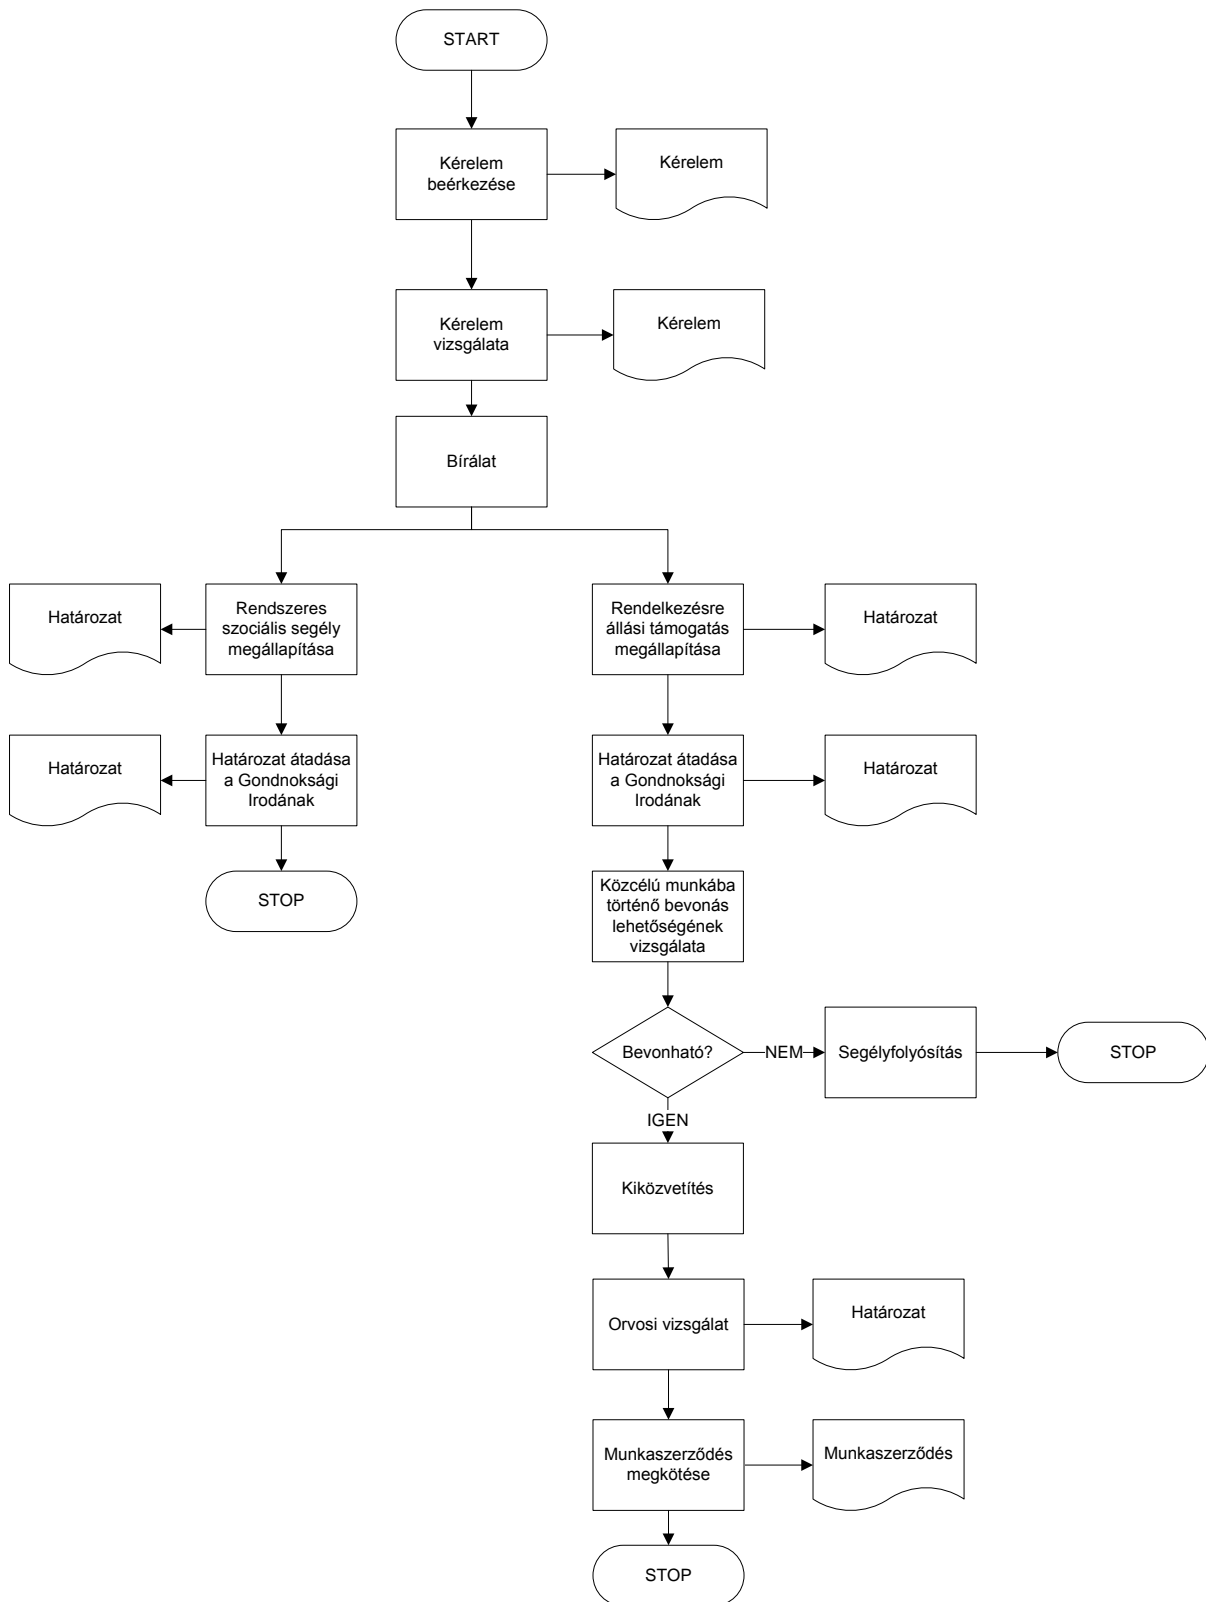 START
Kérelem
beérkezése
Kérelem
Kérelem
vizsgálata
Kérelem
Bírálat
Határozat
Rendszeres
szociális segély
megállapítása
Rendelkezésre
állási támogatás
megállapítása
Határozat
Határozat
Határozat átadása
a Gondnoksági
Irodának
Határozat átadása
a Gondnoksági
Irodának
Határozat
STOP
Közcélú munkába
történő bevonás
lehetőségének
vizsgálata
Bevonható?
NEM
Segélyfolyósítás
STOP
IGEN
Kiközvetítés
Orvosi vizsgálat
Határozat
Munkaszerződés
megkötése
Munkaszerződés
STOP